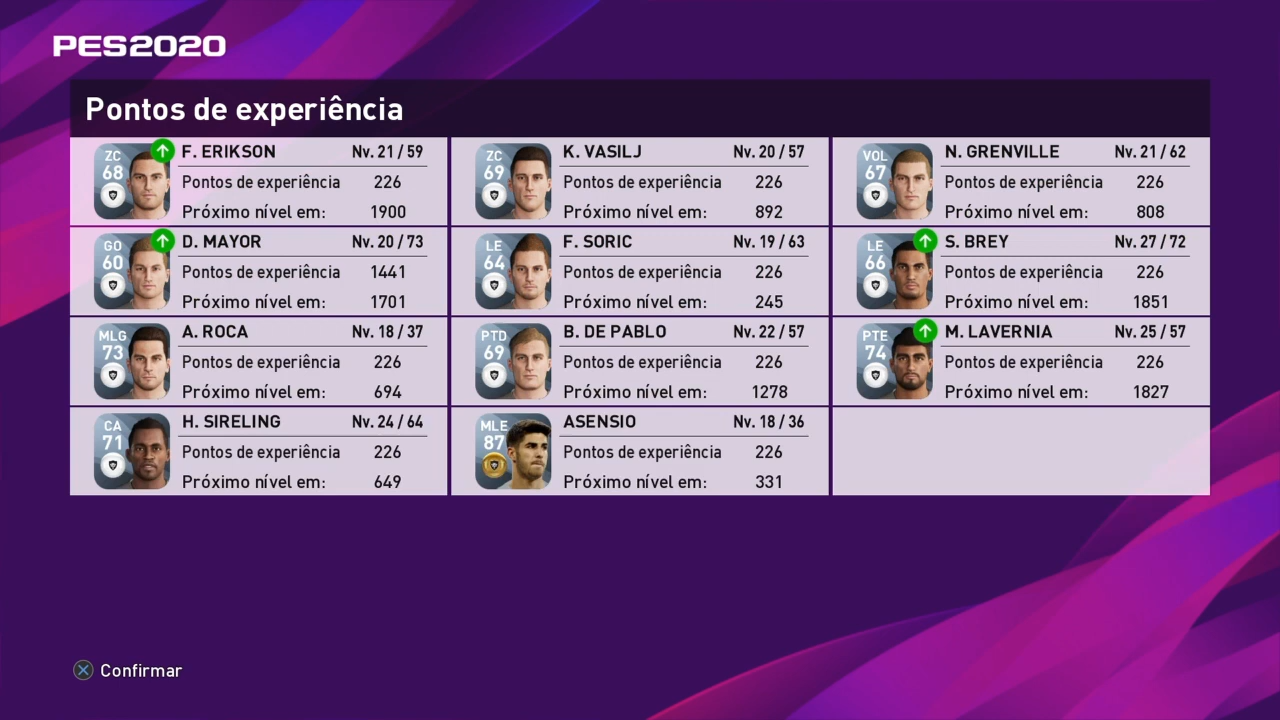 PES2020
Pontos de experiência
ZC 68 F. ERIKSON Nv. 21 / 59
Pontos de experiência 226
Próximo nível em: 1900
ZC 69 K. VASILJ Nv. 20 / 57
Pontos de experiência 226
Próximo nível em: 892
VOL 67 N. GRENVILLE Nv. 21 / 62
Pontos de experiência 226
Próximo nível em: 808
GO 60 D. MAYOR Nv. 20 / 73
Pontos de experiência 1441
Próximo nível em: 1701
LE 64 F. SORIC Nv. 19 / 63
Pontos de experiência 226
Próximo nível em: 245
LE 66 S. BREY Nv. 27 / 72
Pontos de experiência 226
Próximo nível em: 1851
MLG 73 A. ROCA Nv. 18 / 37
Pontos de experiência 226
Próximo nível em: 694
PTD 69 B. DE PABLO Nv. 22 / 57
Pontos de experiência 226
Próximo nível em: 1278
PTE 74 M. LAVERNIA Nv. 25 / 57
Pontos de experiência 226
Próximo nível em: 1827
CA 71 H. SIRELING Nv. 24 / 64
Pontos de experiência 226
Próximo nível em: 649
MLE 87 ASENSIO Nv. 18 / 36
Pontos de experiência 226
Próximo nível em: 331
Confirmar